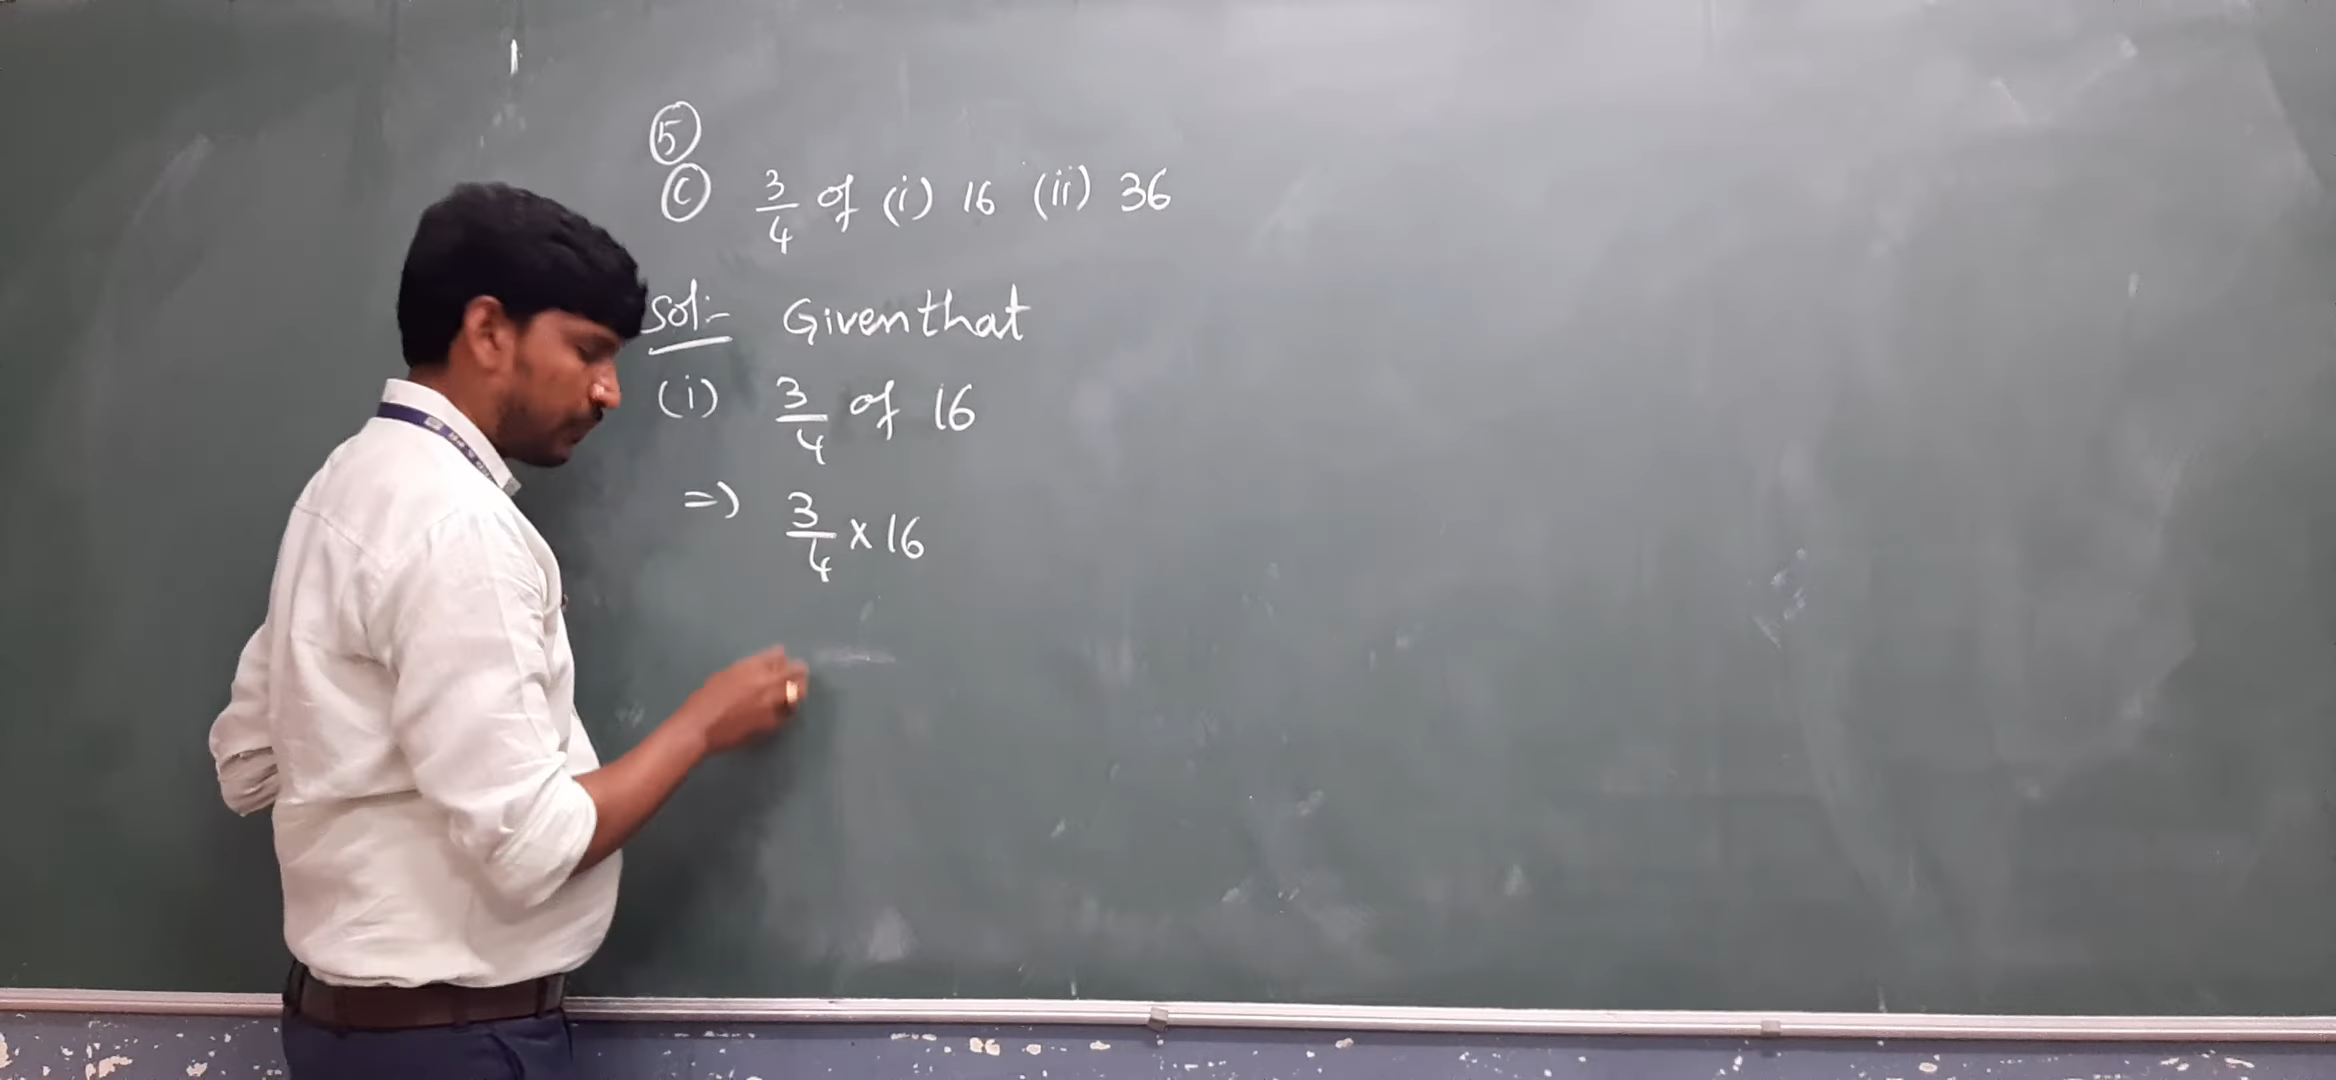 5
C 3/4 of (i) 16 (ii) 36
Sol:- Given that
(i) 3/4 of 16
=) 3/4 x 16